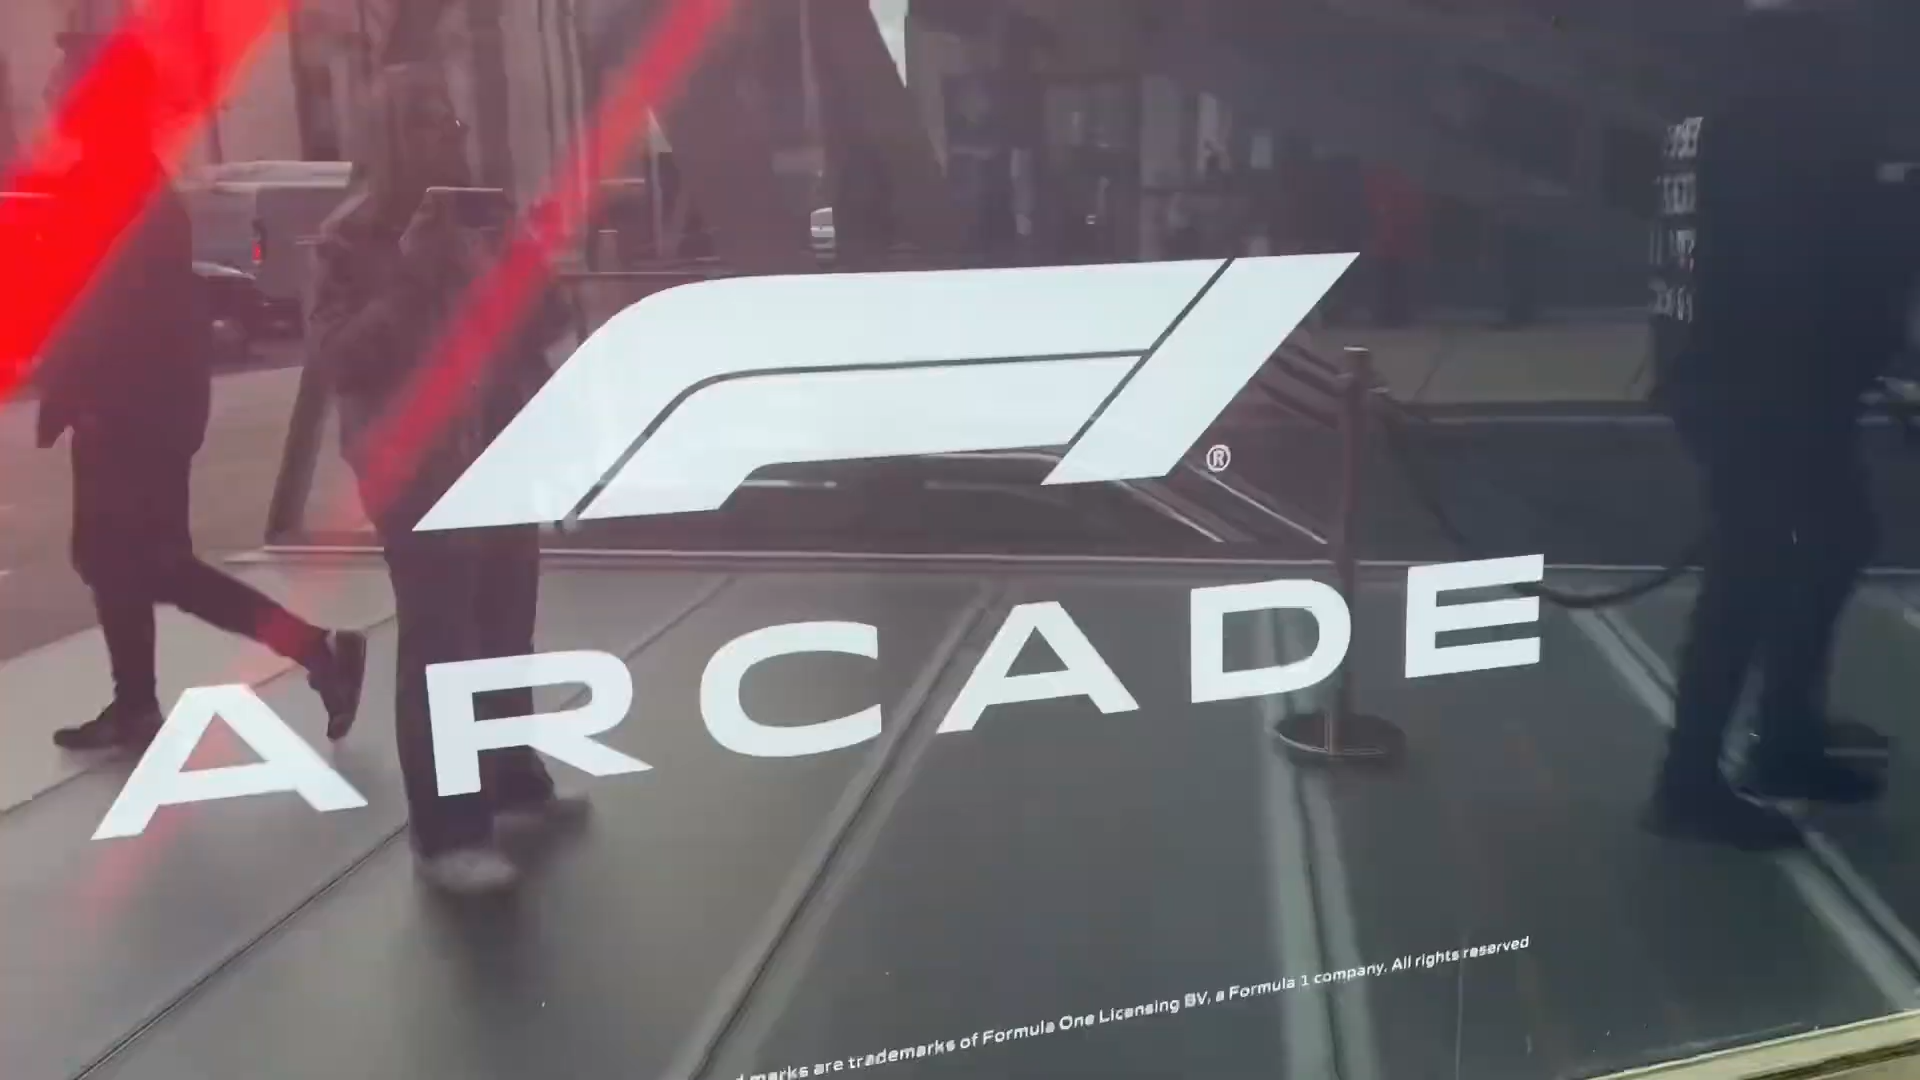 F1®
ARCADE
marks are trademarks of Formula One Licensing BV, a Formula 1 company. All rights reserved